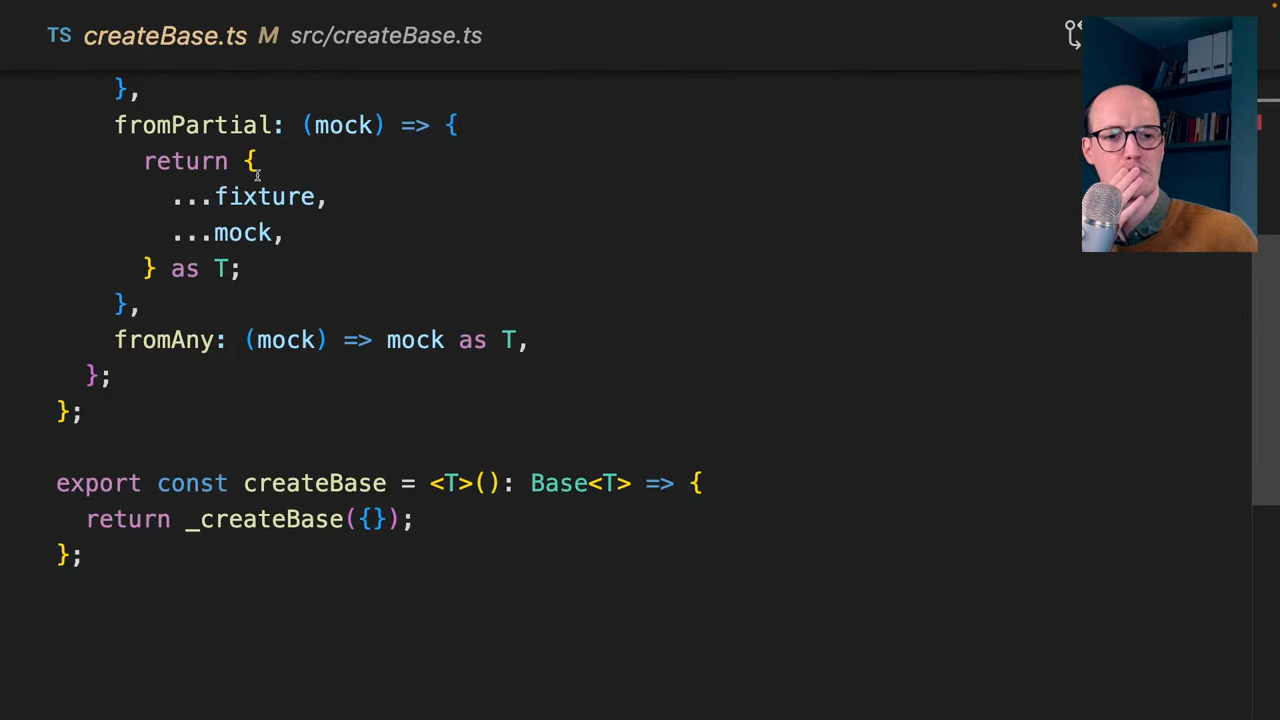 TS createBase.ts M src/createBase.ts
},
fromPartial: (mock) => {
return {
...fixture,
...mock,
} as T;
},
fromAny: (mock) => mock as T,
};
};
export const createBase = <T>(): Base<T> => {
return _createBase({});
};